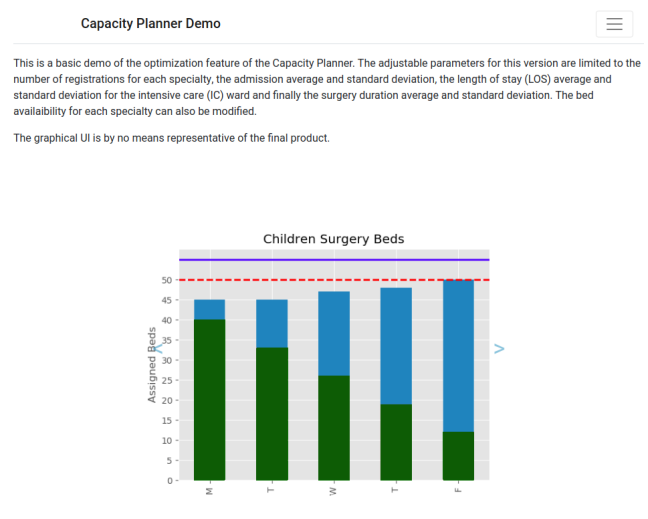 Capacity Planner Demo
This is a basic demo of the optimization feature of the Capacity Planner. The adjustable parameters for this version are limited to the
number of registrations for each specialty, the admission average and standard deviation, the length of stay (LOS) average and
standard deviation for the intensive care (IC) ward and finally the surgery duration average and standard deviation. The bed
availaibility for each specialty can also be modified.
The graphical UI is by no means representative of the final product.
Children Surgery Beds
Assigned Beds
50
45
40
35
30
25
20
15
10
5
0
<
>
M
T
W
T
F